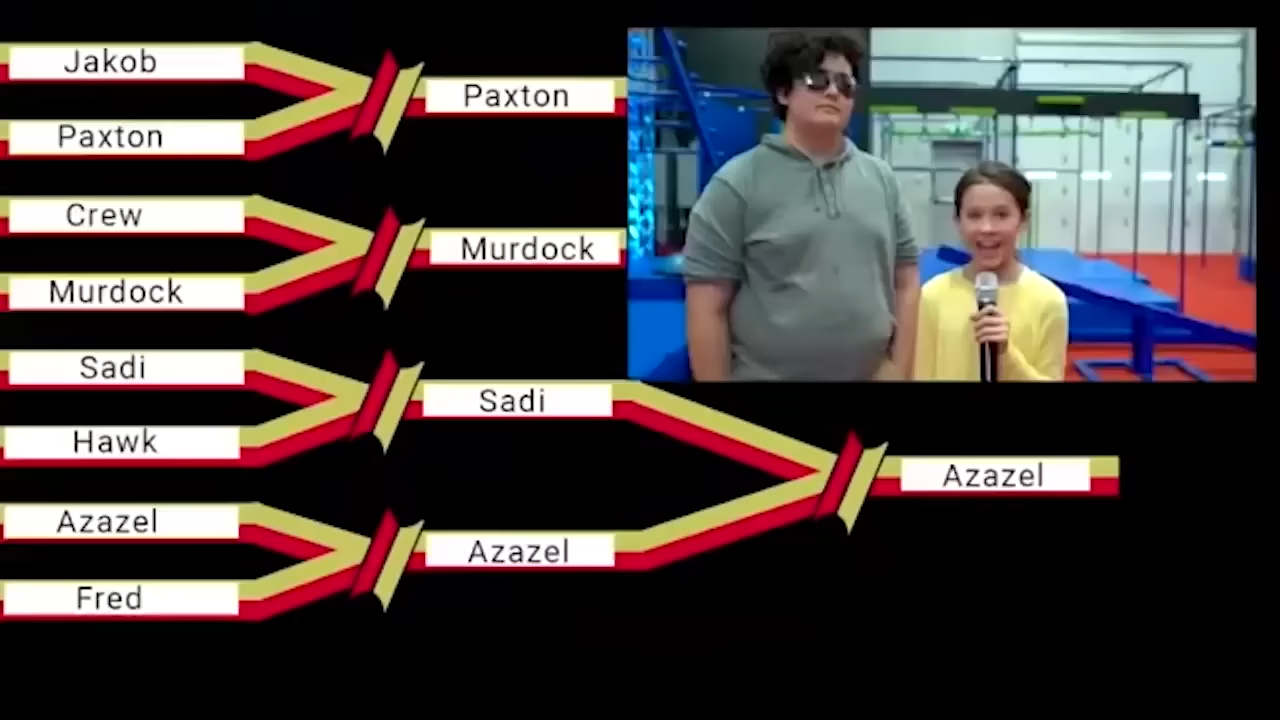 Jakob
Paxton
Paxton
Crew
Murdock
Murdock
Sadi
Sadi
Hawk
Azazel
Azazel
Azazel
Fred